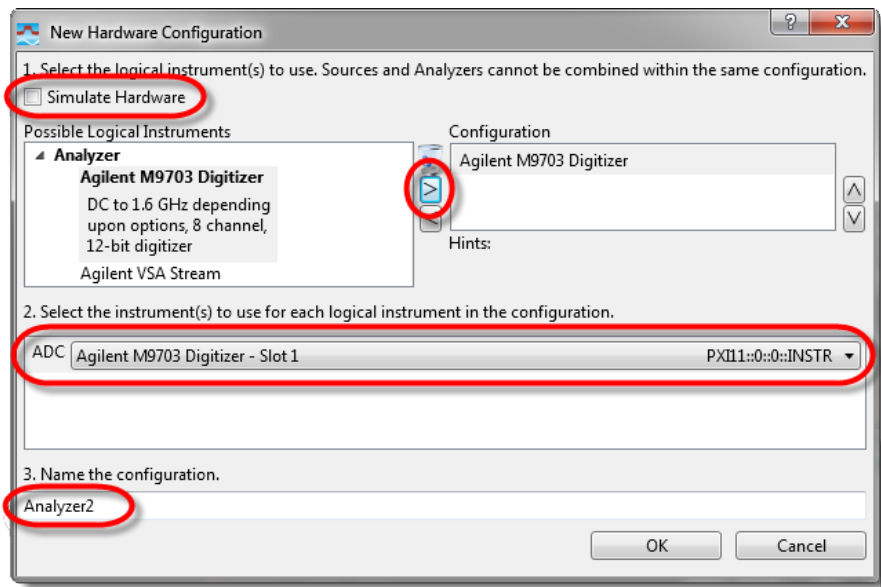 New Hardware Configuration
? X
1. Select the logical instrument(s) to use. Sources and Analyzers cannot be combined within the same configuration.
Simulate Hardware
Possible Logical Instruments
Configuration
Analyzer
Agilent M9703 Digitizer
DC to 1.6 GHz depending
upon options, 8 channel,
12-bit digitizer
Agilent VSA Stream
>
<
Agilent M9703 Digitizer
Hints:
2. Select the instrument(s) to use for each logical instrument in the configuration.
ADC Agilent M9703 Digitizer - Slot 1 PXI11::0::0::INSTR
3. Name the configuration.
Analyzer2
OK Cancel